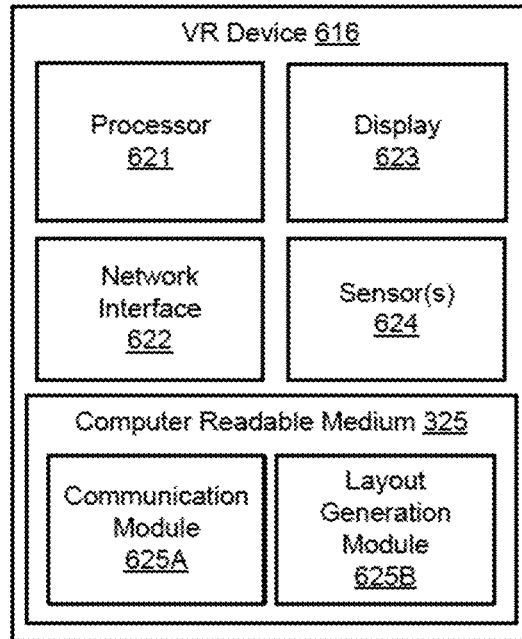 VR Device 616
Processor
621
Display
623
Network
Interface
622
Sensor(s)
624
Computer Readable Medium 325
Communication
Module
625A
Layout
Generation
Module
625B